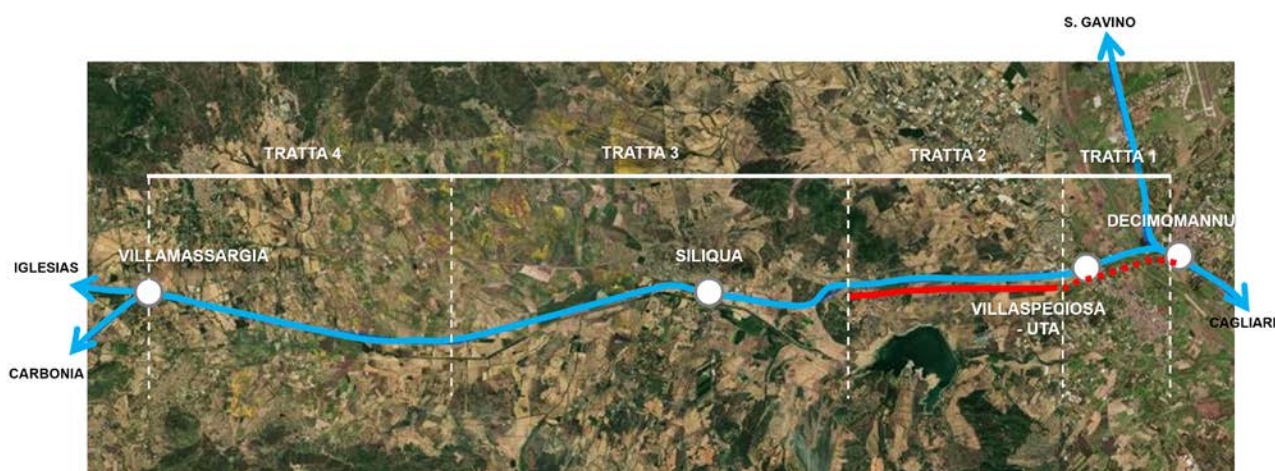 S. GAVINO
TRATTA 4
TRATTA 3
TRATTA 2
TRATTA 1
DECIMOMANNU
VILLAMASSARGIA
SILIQUA
IGLESIAS
VILLASPECIOSA
- UTA
CAGLIARI
CARBONIA